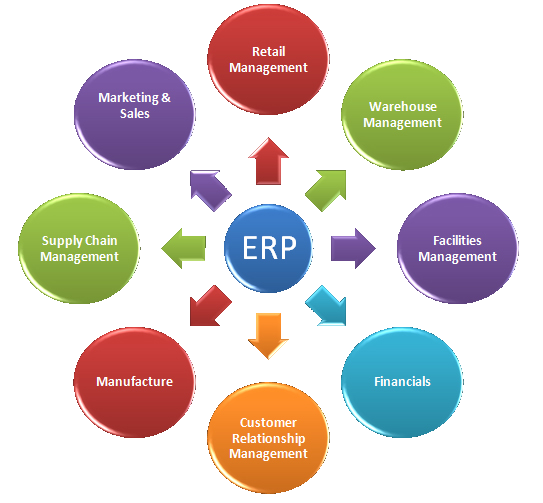 Retail
Management
Marketing &
Sales
Warehouse
Management
Supply Chain
Management
ERP
Facilities
Management
Manufacture
Financials
Customer
Relationship
Management